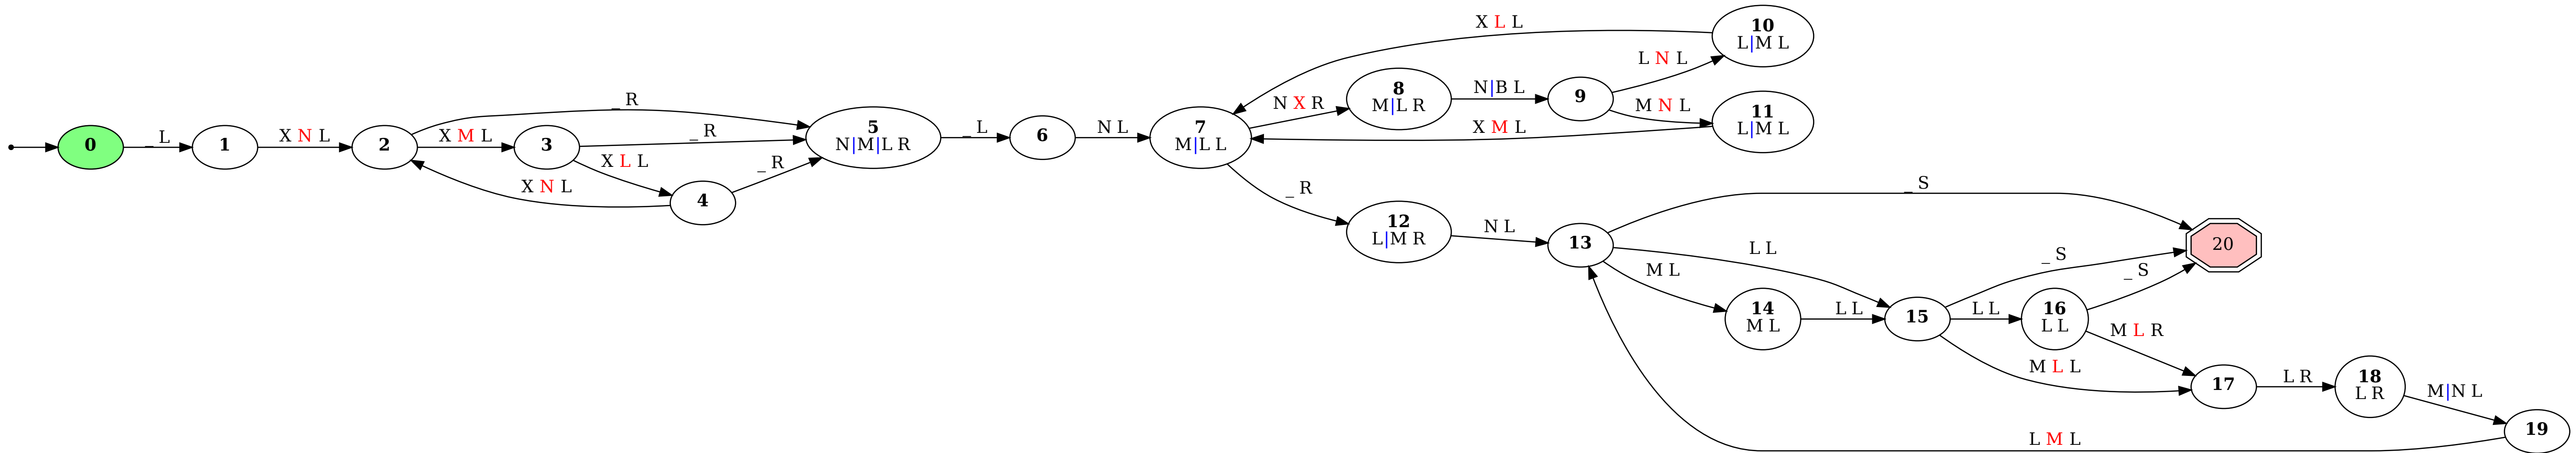 0
_ L
1
X N L
2
_ R
X M L
3
_ R
X L L
4
_ R
X N L
5
N|M|L R
_ L
6
N L
7
M|L L
N X R
8
M|L R
N|B L
9
L N L
10
L|M L
X L L
M N L
11
L|M L
X M L
_ R
12
L|M R
N L
13
_ S
L L
M L
14
M L
L L
15
_ S
L L
16
L L
_ S
M L R
M L L
17
L R
18
L R
M|N L
19
L M L
20